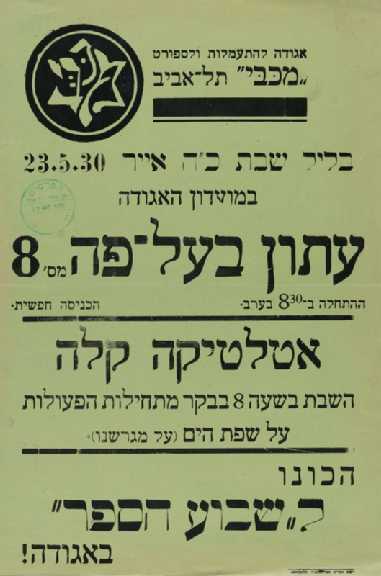 אגודה להתעמלות ולספורט
„מכבי” תל־אביב
בליל שבת כ״ה אייר 23.5.30
במועדון האגודה
עתון בעל־פה מס׳ 8
ההתחלה ב־8³⁰ בערב· הכניסה חפשית·
אטלטיקה קלה
השבת בשעה 8 בבקר מתחילות הפעולות
על שפת הים (על מגרשנו)·
הכונו
ל„שבוע הספר”
באגודה!